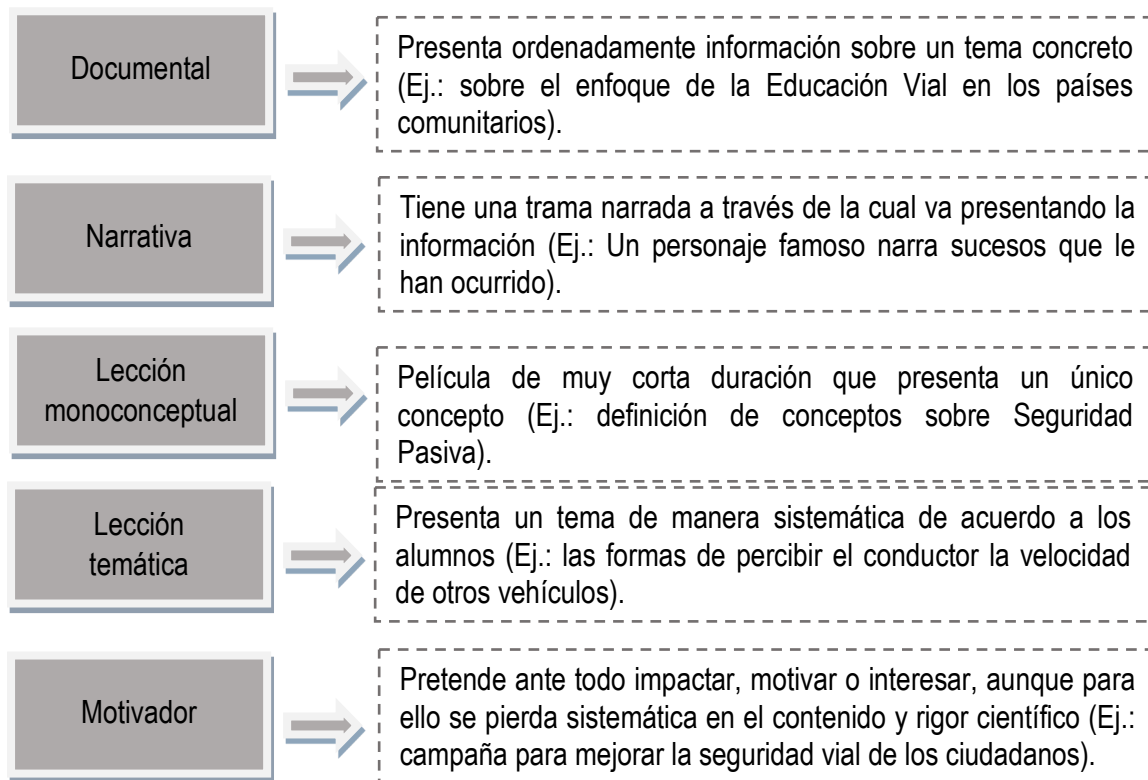 Documental
Presenta ordenadamente información sobre un tema concreto
(Ej.: sobre el enfoque de la Educación Vial en los países
comunitarios).
Narrativa
Tiene una trama narrada a través de la cual va presentando la
información (Ej.: Un personaje famoso narra sucesos que le
han ocurrido).
Lección
monoconceptual
Película de muy corta duración que presenta un único
concepto (Ej.: definición de conceptos sobre Seguridad
Pasiva).
Lección
temática
Presenta un tema de manera sistemática de acuerdo a los
alumnos (Ej.: las formas de percibir el conductor la velocidad
de otros vehículos).
Motivador
Pretende ante todo impactar, motivar o interesar, aunque para
ello se pierda sistemática en el contenido y rigor científico (Ej.:
campaña para mejorar la seguridad vial de los ciudadanos).